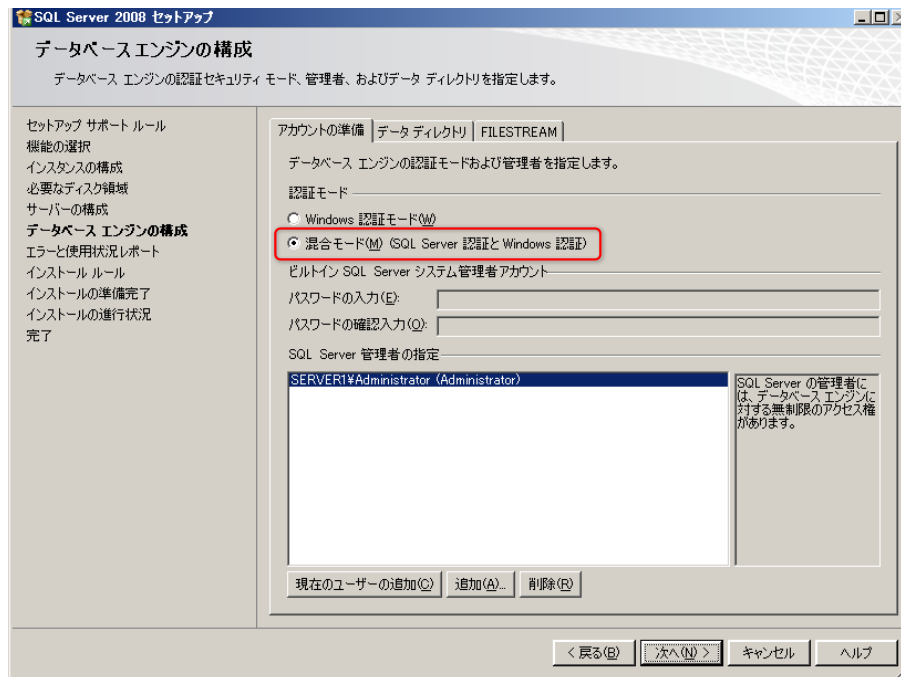 SQL Server 2008 セットアップ
データベース エンジンの構成
データベース エンジンの認証セキュリティ モード、管理者、およびデータ ディレクトリを指定します。
セットアップ サポート ルール
機能の選択
インスタンスの構成
必要なディスク領域
サーバーの構成
データベース エンジンの構成
エラーと使用状況レポート
インストール ルール
インストールの準備完了
インストールの進行状況
完了
アカウントの準備
データ ディレクトリ
FILESTREAM
データベース エンジンの認証モードおよび管理者を指定します。
認証モード
Windows 認証モード(W)
混合モード(M) (SQL Server 認証と Windows 認証)
ビルトイン SQL Server システム管理者アカウント
パスワードの入力(E):
パスワードの確認入力(O):
SQL Server 管理者の指定
SERVER1¥Administrator (Administrator)
SQL Server の管理者に
は、データベース エンジンに
対する無制限のアクセス権
があります。
現在のユーザーの追加(C)
追加(A)...
削除(R)
< 戻る(B)
次へ(N) >
キャンセル
ヘルプ